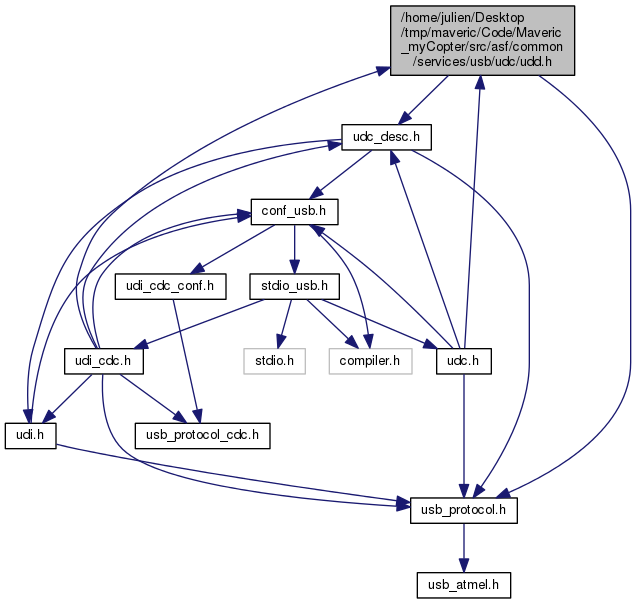 /home/julien/Desktop
/tmp/maveric/Code/Maveric
_myCopter/src/asf/common
/services/usb/udc/udd.h
udc_desc.h
conf_usb.h
udi_cdc_conf.h
stdio_usb.h
udi_cdc.h
stdio.h
compiler.h
udc.h
udi.h
usb_protocol_cdc.h
usb_protocol.h
usb_atmel.h